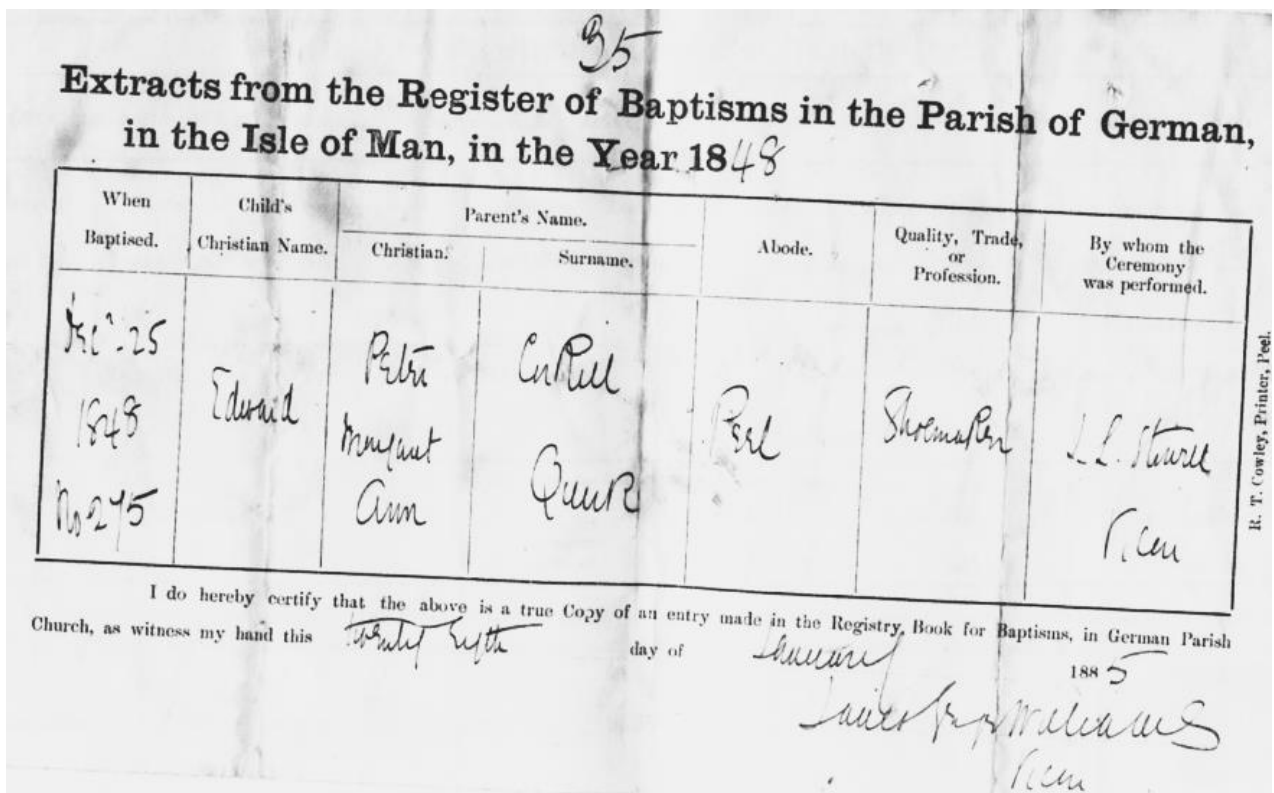 35
Extracts from the Register of Baptisms in the Parish of German,
in the Isle of Man, in the Year 1848
When Baptised.
Child's Christian Name.
Parent's Name.
Christian.
Surname.
Abode.
Quality, Trade, or Profession.
By whom the Ceremony was performed.
Decr. 25
1848
No 275
Edward
Peter
Margaret
Ann
Quirk
Peel
Shoemaker
Vicar
I do hereby certify that the above is a true Copy of an entry made in the Registry Book for Baptisms, in German Parish
Church, as witness my hand this twenty eighth day of January 1885
James Williams
Vicar
R. T. Cowley, Printer, Peel.